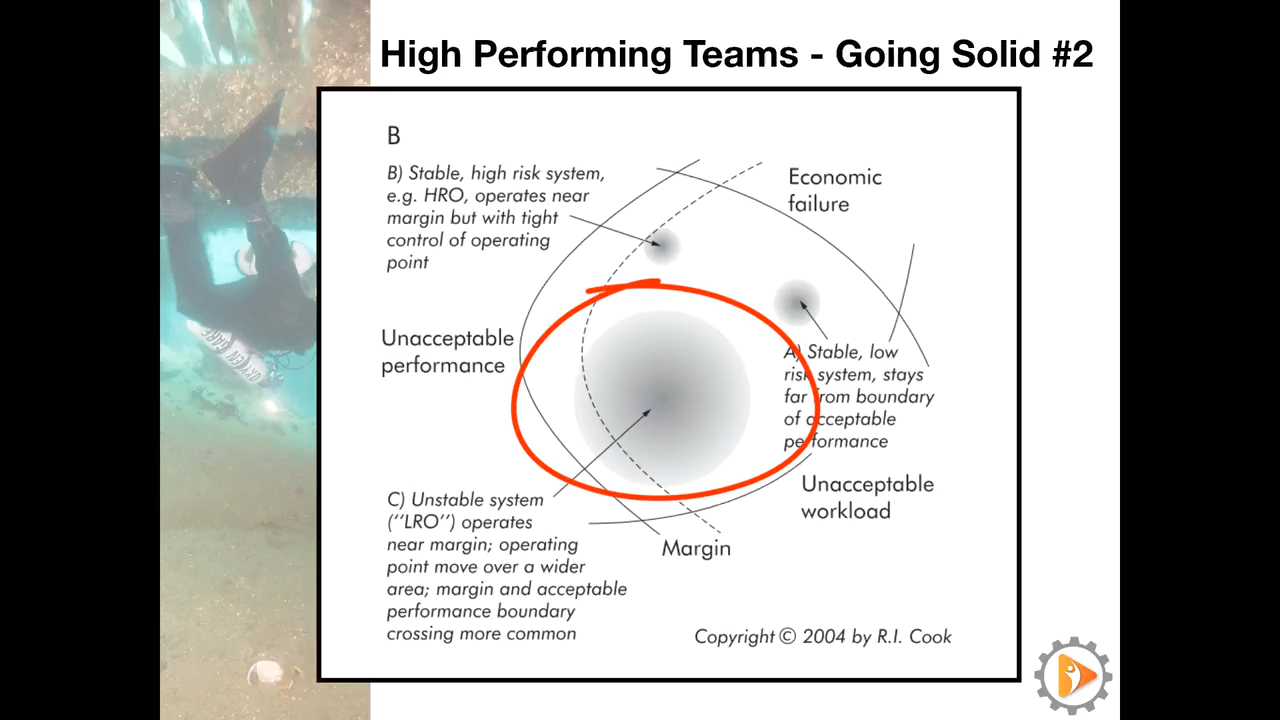 High Performing Teams - Going Solid #2
B
B) Stable, high risk system,
e.g. HRO, operates near
margin but with tight
control of operating
point
Economic
failure
Unacceptable
performance
A) Stable, low
risk system, stays
far from boundary
of acceptable
performance
C) Unstable system
(''LRO'') operates
near margin; operating
point move over a wider
area; margin and acceptable
performance boundary
crossing more common
Unacceptable
workload
Margin
Copyright © 2004 by R.I. Cook
OXYGEN BARE